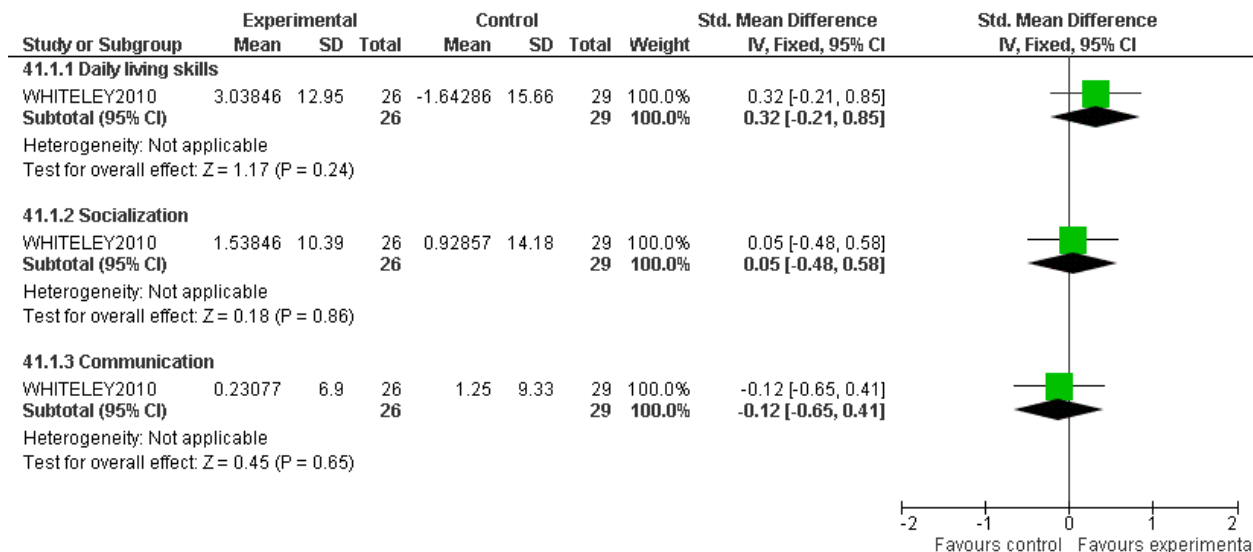 Experimental Control Std. Mean Difference Std. Mean Difference
Study or Subgroup Mean SD Total Mean SD Total Weight IV, Fixed, 95% CI IV, Fixed, 95% CI
41.1.1 Daily living skills
WHITELEY2010 3.03846 12.95 26 -1.64286 15.66 29 100.0% 0.32 [-0.21, 0.85]
Subtotal (95% CI) 26 29 100.0% 0.32 [-0.21, 0.85]
Heterogeneity: Not applicable
Test for overall effect: Z = 1.17 (P = 0.24)
41.1.2 Socialization
WHITELEY2010 1.53846 10.39 26 0.92857 14.18 29 100.0% 0.05 [-0.48, 0.58]
Subtotal (95% CI) 26 29 100.0% 0.05 [-0.48, 0.58]
Heterogeneity: Not applicable
Test for overall effect: Z = 0.18 (P = 0.86)
41.1.3 Communication
WHITELEY2010 0.23077 6.9 26 1.25 9.33 29 100.0% -0.12 [-0.65, 0.41]
Subtotal (95% CI) 26 29 100.0% -0.12 [-0.65, 0.41]
Heterogeneity: Not applicable
Test for overall effect: Z = 0.45 (P = 0.65)
-2 -1 0 1 2
Favours control Favours experimenta